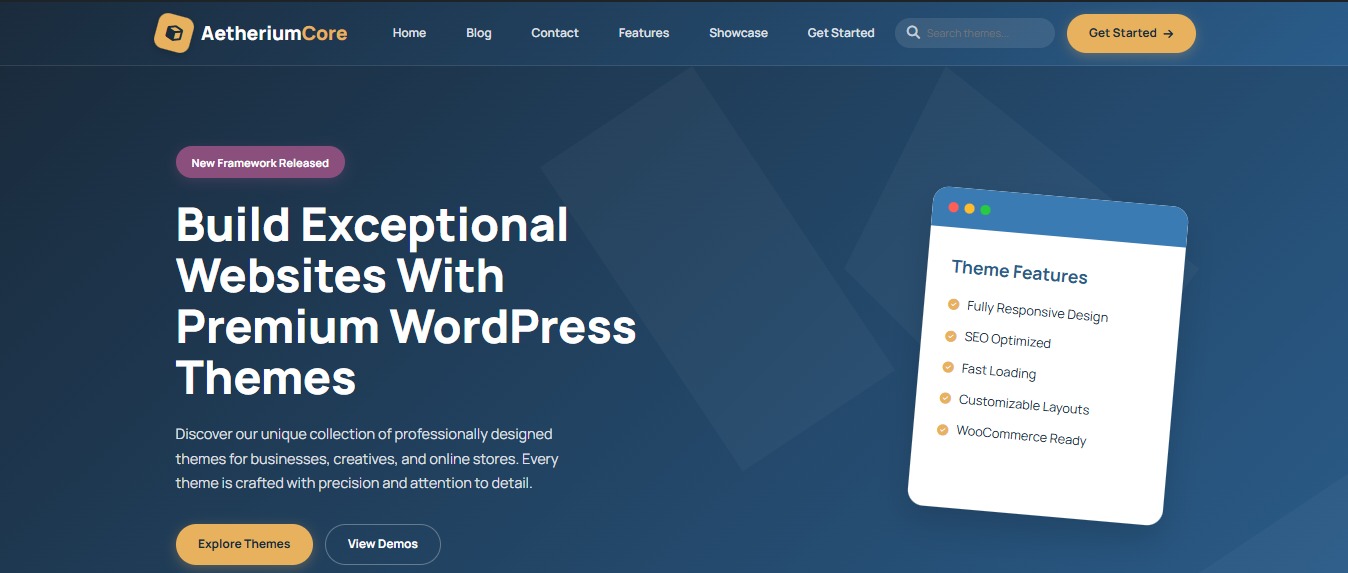 AetheriumCore
Home Blog Contact Features Showcase Get Started Search themes... Get Started →
New Framework Released
Build Exceptional
Websites With
Premium WordPress
Themes
Discover our unique collection of professionally designed
themes for businesses, creatives, and online stores. Every
theme is crafted with precision and attention to detail.
Explore Themes View Demos
Theme Features
Fully Responsive Design
SEO Optimized
Fast Loading
Customizable Layouts
WooCommerce Ready